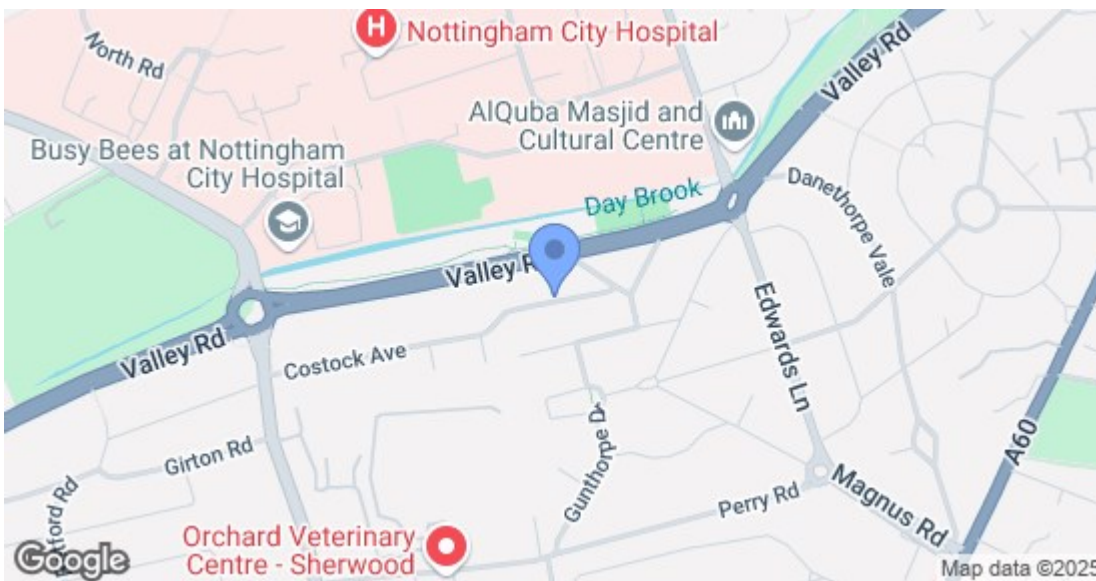 Nottingham City Hospital
H
North Rd
Valley Rd
AlQuba Masjid and
Cultural Centre
Busy Bees at Nottingham
City Hospital
Day Brook
Danethorpe Vale
Valley
Edwards Ln
Valley Rd
Costock Ave
A60
Girton Rd
Gunthorpe Dr
Perry Rd
Magnus Rd
Orchard Veterinary
Centre - Sherwood
Google
Map data ©2025